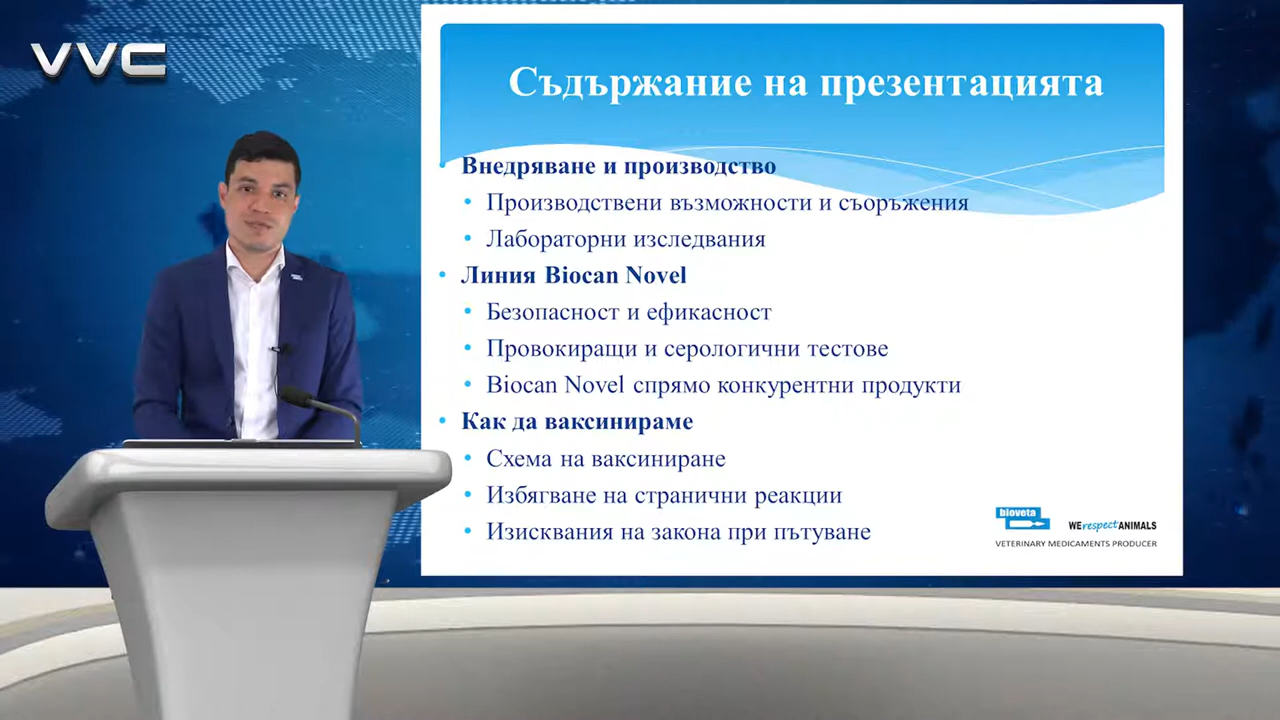 VVC
Съдържание на презентацията
Внедряване и производство
Производствени възможности и съоръжения
Лабораторни изследвания
Линия Biocan Novel
Безопасност и ефикасност
Провокиращи и серологични тестове
Biocan Novel спрямо конкурентни продукти
Как да ваксинираме
Схема на ваксиниране
Избягване на странични реакции
Изисквания на закона при пътуване
bioveta
WE respect ANIMALS
VETERINARY MEDICAMENTS PRODUCER